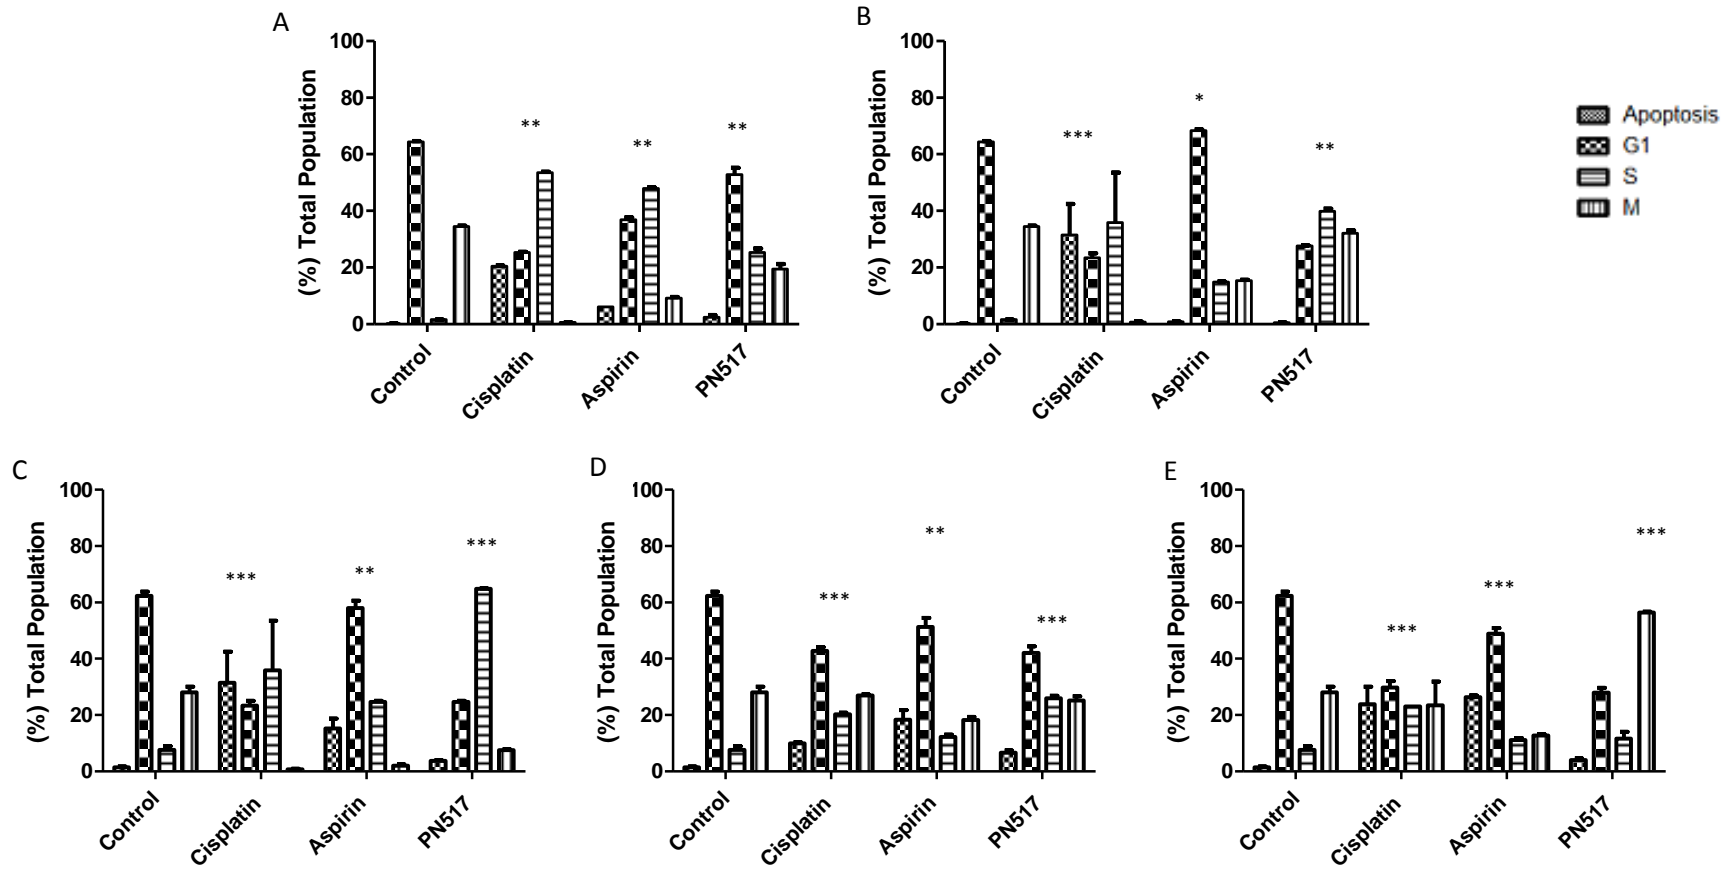 A
(%) Total Population
100
80
60
40
20
0
**
**
**
Control
Cisplatin
Aspirin
PN517
B
(%) Total Population
100
80
60
40
20
0
***
*
**
Control
Cisplatin
Aspirin
PN517
Apoptosis
G1
S
M
C
(%) Total Population
100
80
60
40
20
0
***
**
***
Control
Cisplatin
Aspirin
PN517
D
(%) Total Population
100
80
60
40
20
0
***
**
***
Control
Cisplatin
Aspirin
PN517
E
(%) Total Population
100
80
60
40
20
0
***
***
***
Control
Cisplatin
Aspirin
PN517